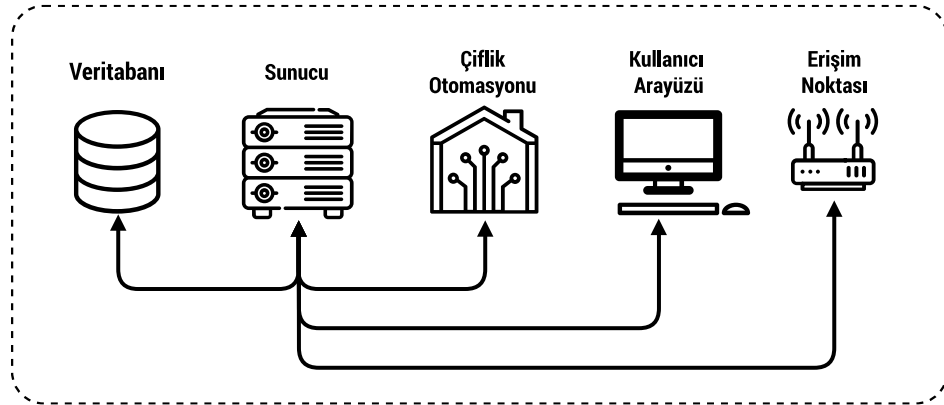 Veritabanı
Sunucu
Çiflik
Otomasyonu
Kullanıcı
Arayüzü
Erişim
Noktası